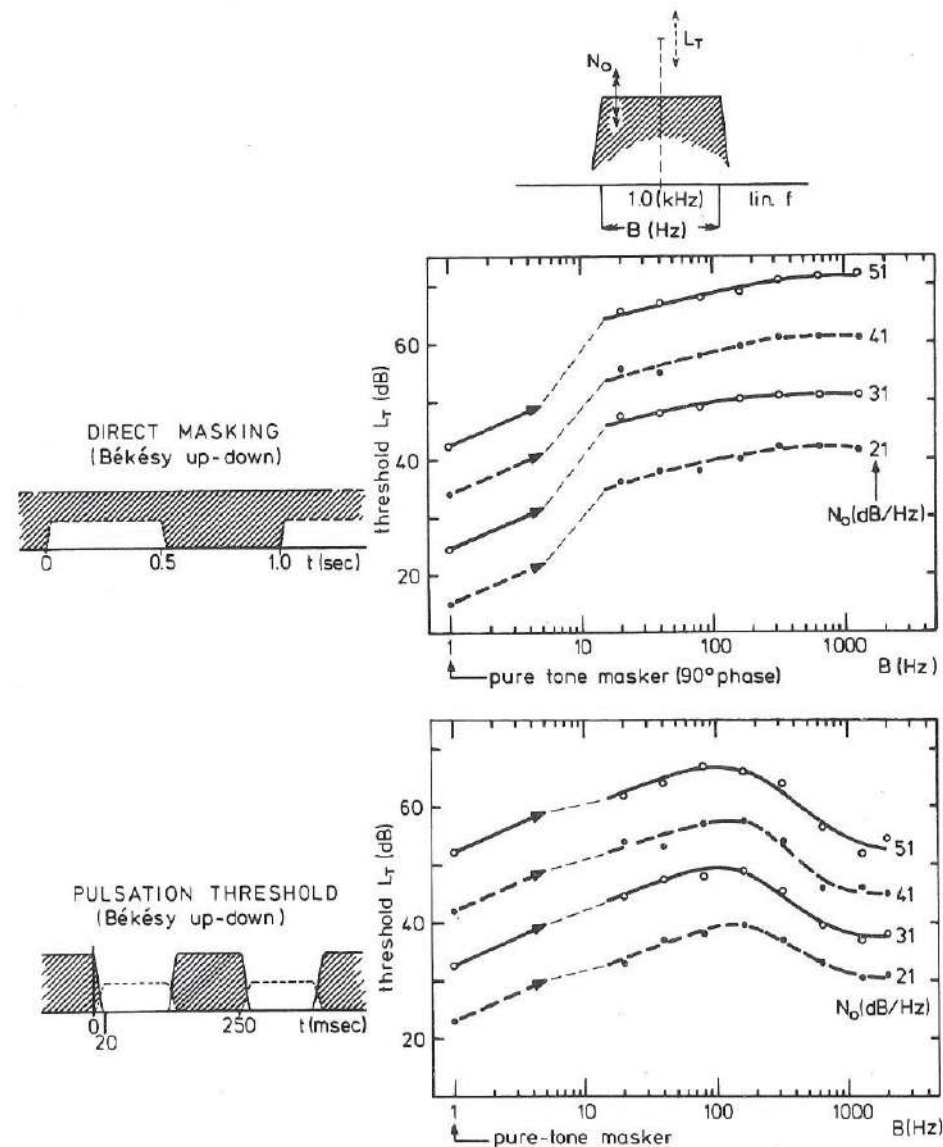 L_T
N_o
1.0 (kHz)
lin. f
B (Hz)
DIRECT MASKING
(Békésy up-down)
0
0.5
1.0
t (sec)
threshold L_T (dB)
60
40
20
51
41
31
21
N_o (dB/Hz)
1
10
100
1000
B (Hz)
pure tone masker (90° phase)
PULSATION THRESHOLD
(Békésy up-down)
0
20
250
t (msec)
threshold L_T (dB)
60
40
20
51
41
31
21
N_o (dB/Hz)
1
10
100
1000
B (Hz)
pure-tone masker